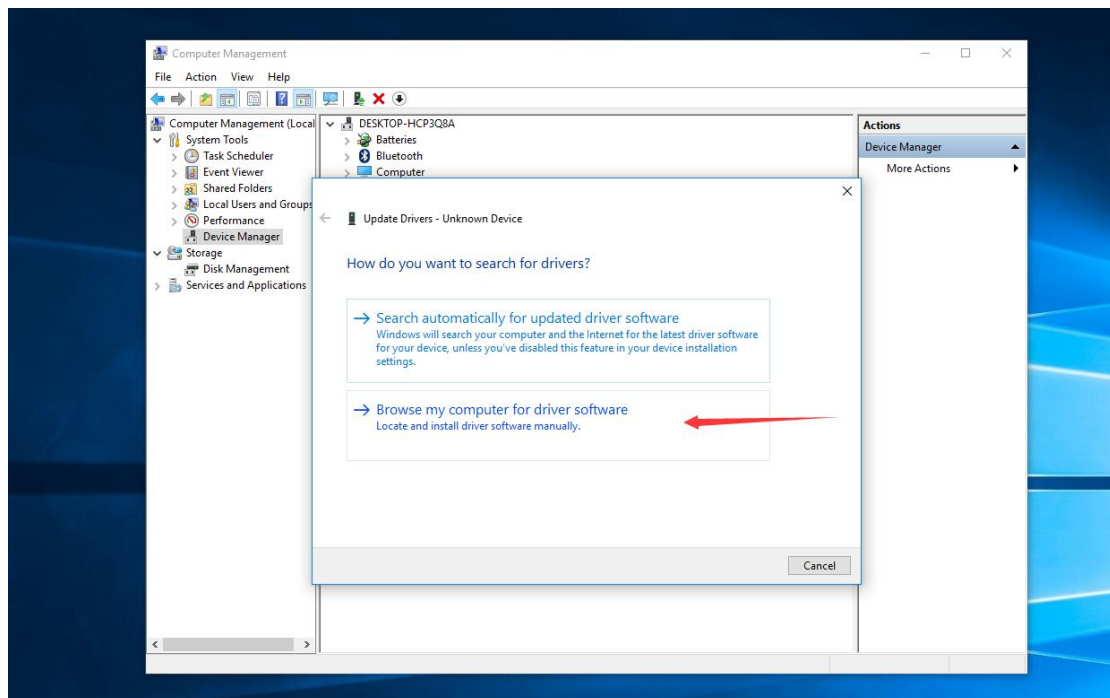 Computer Management
File Action View Help
Computer Management (Local
System Tools
Task Scheduler
Event Viewer
Shared Folders
Local Users and Groups
Performance
Device Manager
Storage
Disk Management
Services and Applications
DESKTOP-HCP3Q8A
Batteries
Bluetooth
Computer
Actions
Device Manager
More Actions
Update Drivers - Unknown Device
How do you want to search for drivers?
Search automatically for updated driver software
Windows will search your computer and the Internet for the latest driver software
for your device, unless you've disabled this feature in your device installation
settings.
Browse my computer for driver software
Locate and install driver software manually.
Cancel